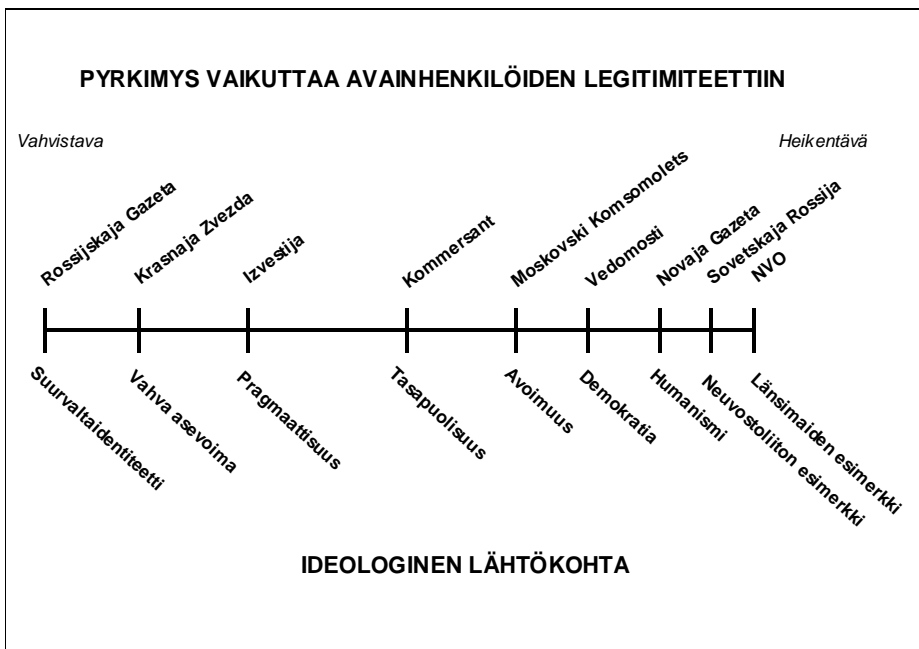 PYRKIMYS VAIKUTTAA AVAINHENKILÖIDEN LEGITIMITEETTIIN
Vahvistava
Heikentävä
Rossijskaja Gazeta
Krasnaja Zvezda
Izvestija
Kommersant
Moskovski Komsomolets
Vedomosti
Novaja Gazeta
Sovetskaja Rossija
NVO
Suurvaltaidentiteetti
Vahva asevoima
Pragmaattisuus
Tasapuolisuus
Avoimuus
Demokratia
Humanismi
Neuvostoliiton esimerkki
Länsimaiden esimerkki
IDEOLOGINEN LÄHTÖKOHTA